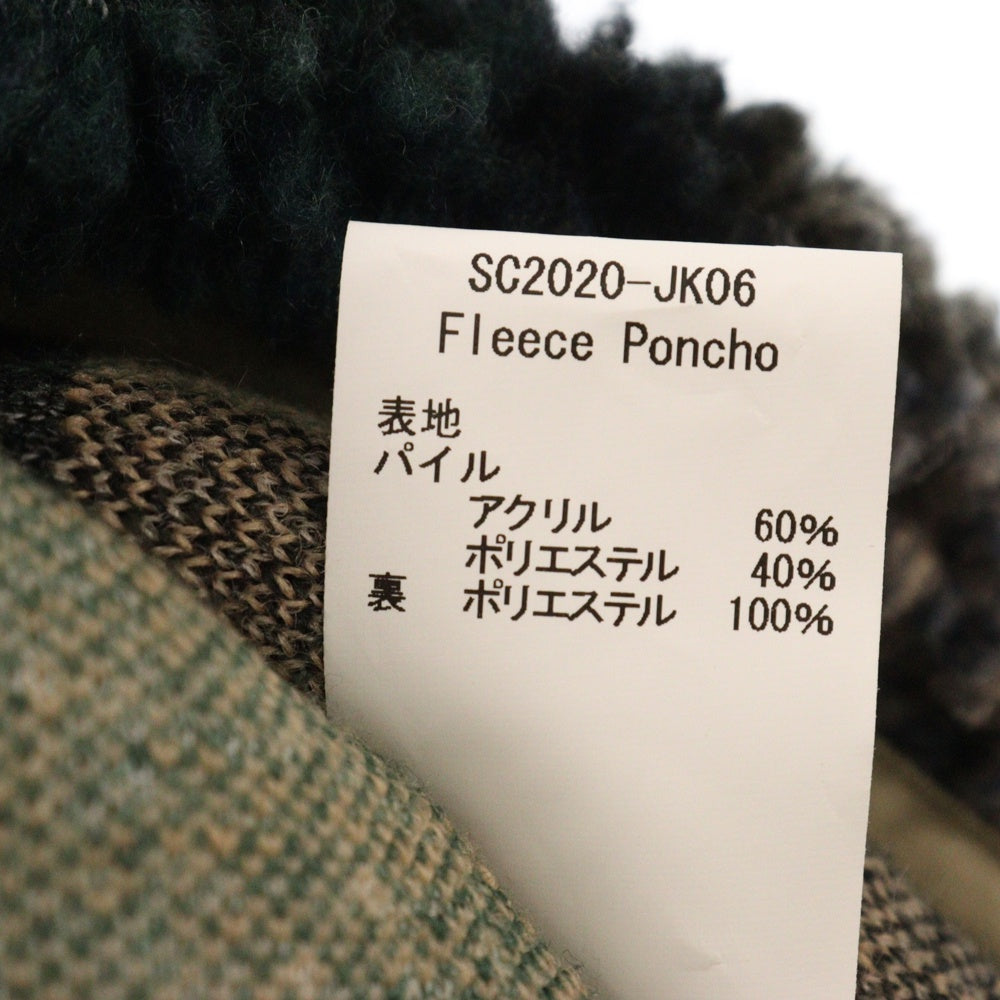 SC2020-JK06
Fleece Poncho
表地
パイル
アクリル 60%
ポリエステル 40%
裏 ポリエステル 100%